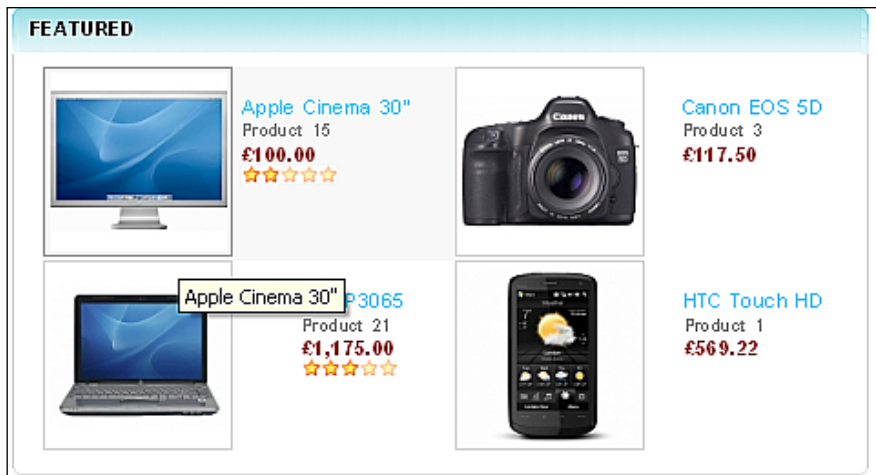 FEATURED
Apple Cinema 30"
Product 15
£100.00
Canon EOS 5D
Product 3
£117.50
Canon
Apple Cinema 30"
P3065
Product 21
£1,175.00
HTC Touch HD
Product 1
£569.22